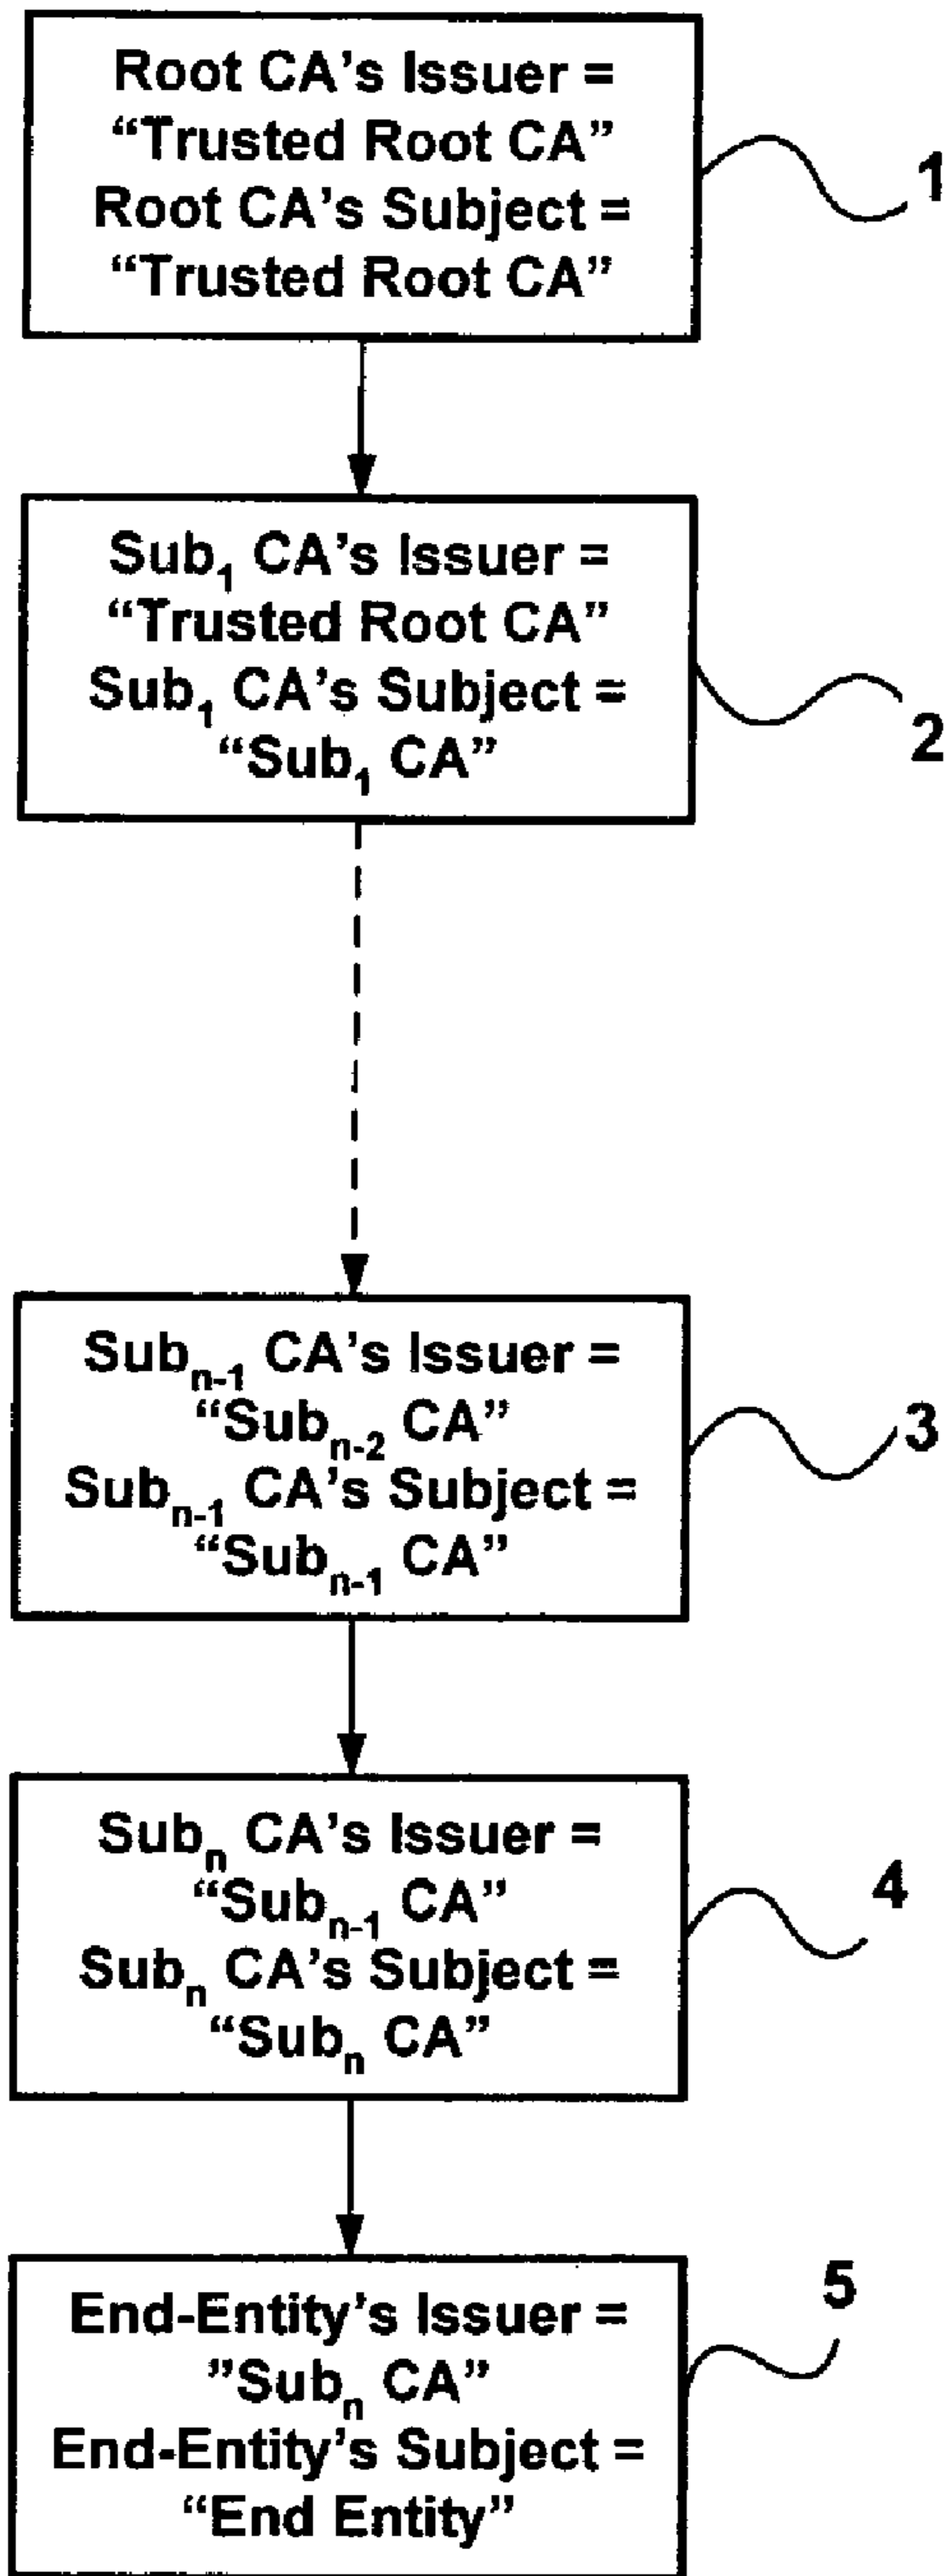 Root CA’s Issuer =
“Trusted Root CA”
Root CA’s Subject =
“Trusted Root CA”
1
Sub₁ CA’s Issuer =
“Trusted Root CA”
Sub₁ CA’s Subject =
“Sub₁ CA”
2
Subₙ₋₁ CA’s Issuer =
“Subₙ₋₂ CA”
Subₙ₋₁ CA’s Subject =
“Subₙ₋₁ CA”
3
Subₙ CA’s Issuer =
“Subₙ₋₁ CA”
Subₙ CA’s Subject =
“Subₙ CA”
4
End-Entity’s Issuer =
”Subₙ CA”
End-Entity’s Subject =
“End Entity”
5